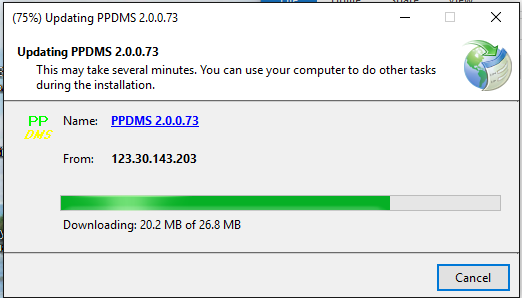 (75%) Updating PPDMS 2.0.0.73
Updating PPDMS 2.0.0.73
This may take several minutes. You can use your computer to do other tasks
during the installation.
PP
DMS
Name: PPDMS 2.0.0.73
From: 123.30.143.203
Downloading: 20.2 MB of 26.8 MB
Cancel